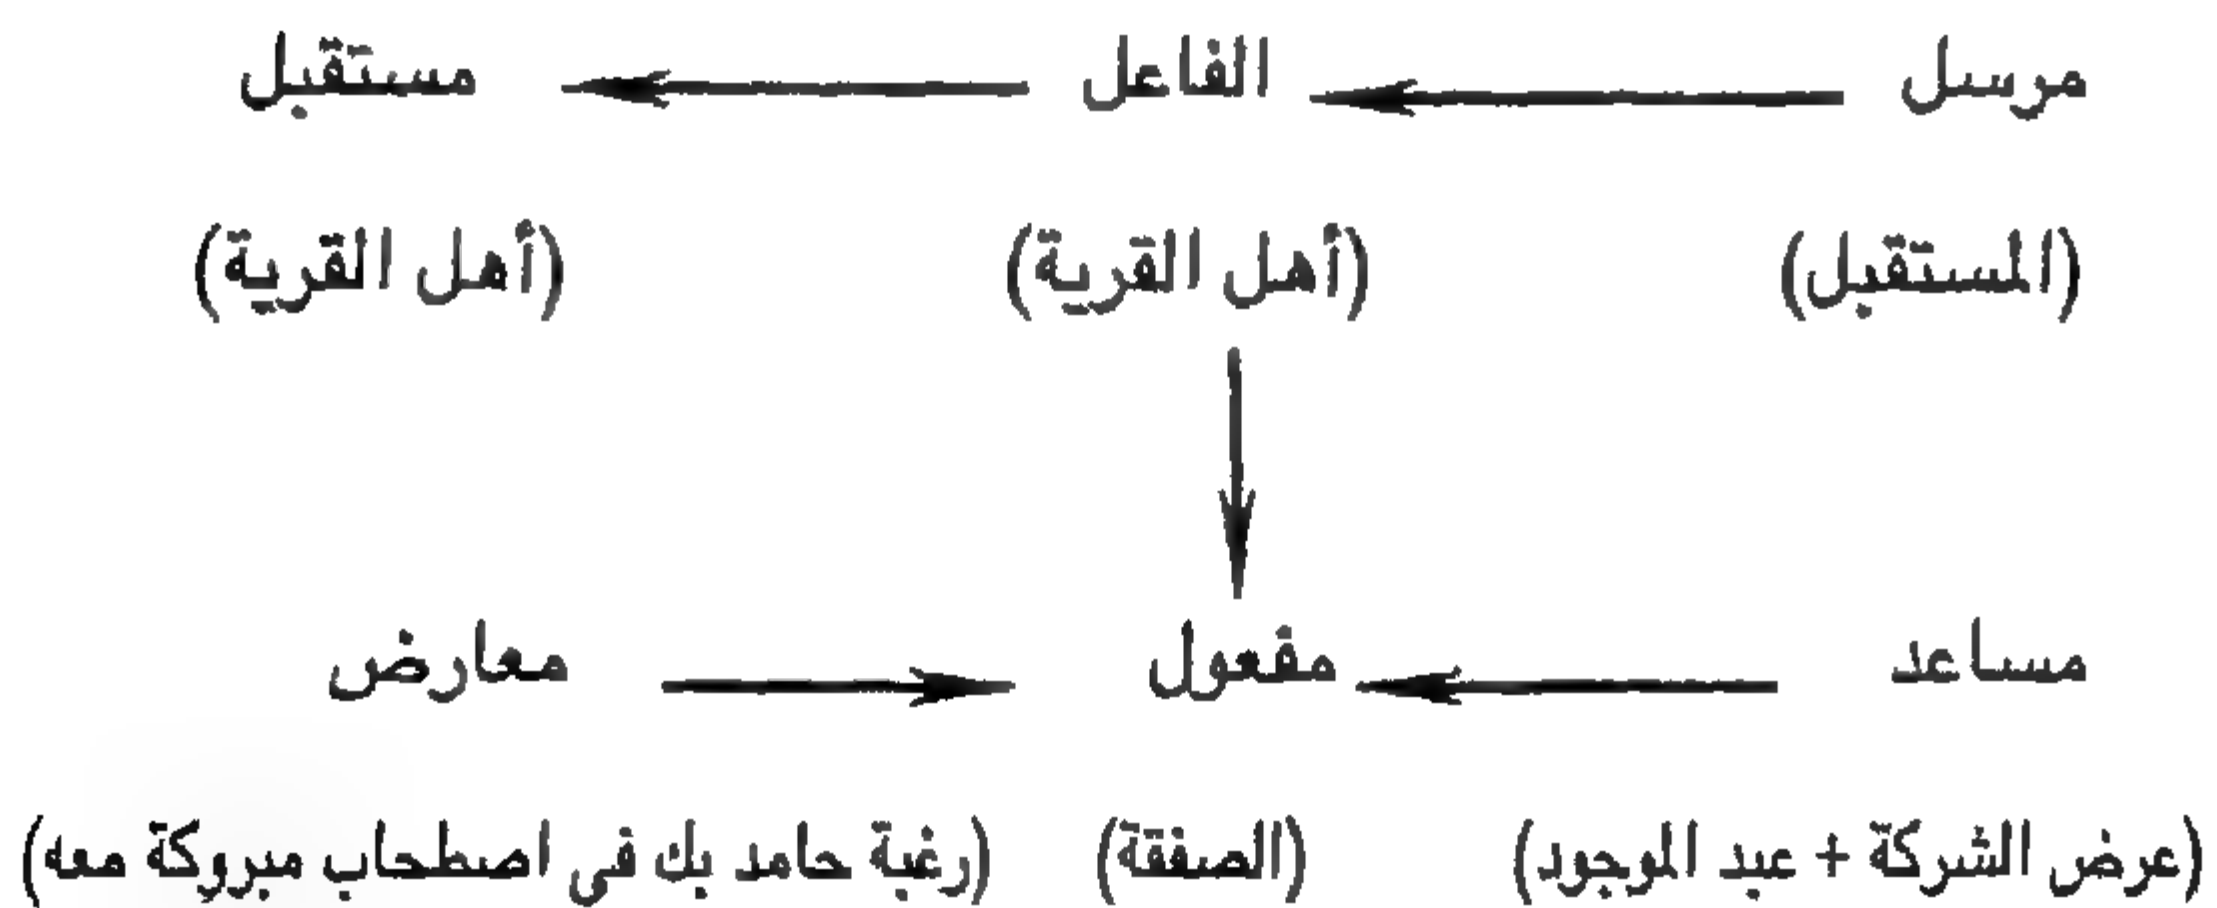 مرسل الفاعل مستقبل
(المستقبل) (أهل القرية) (أهل القرية)
مساعد مفعول معارض
(عرض الشركة + عبد الموجود) (الصفقة) (رغبة حامد بك فى اصطحاب مبروكة معه)